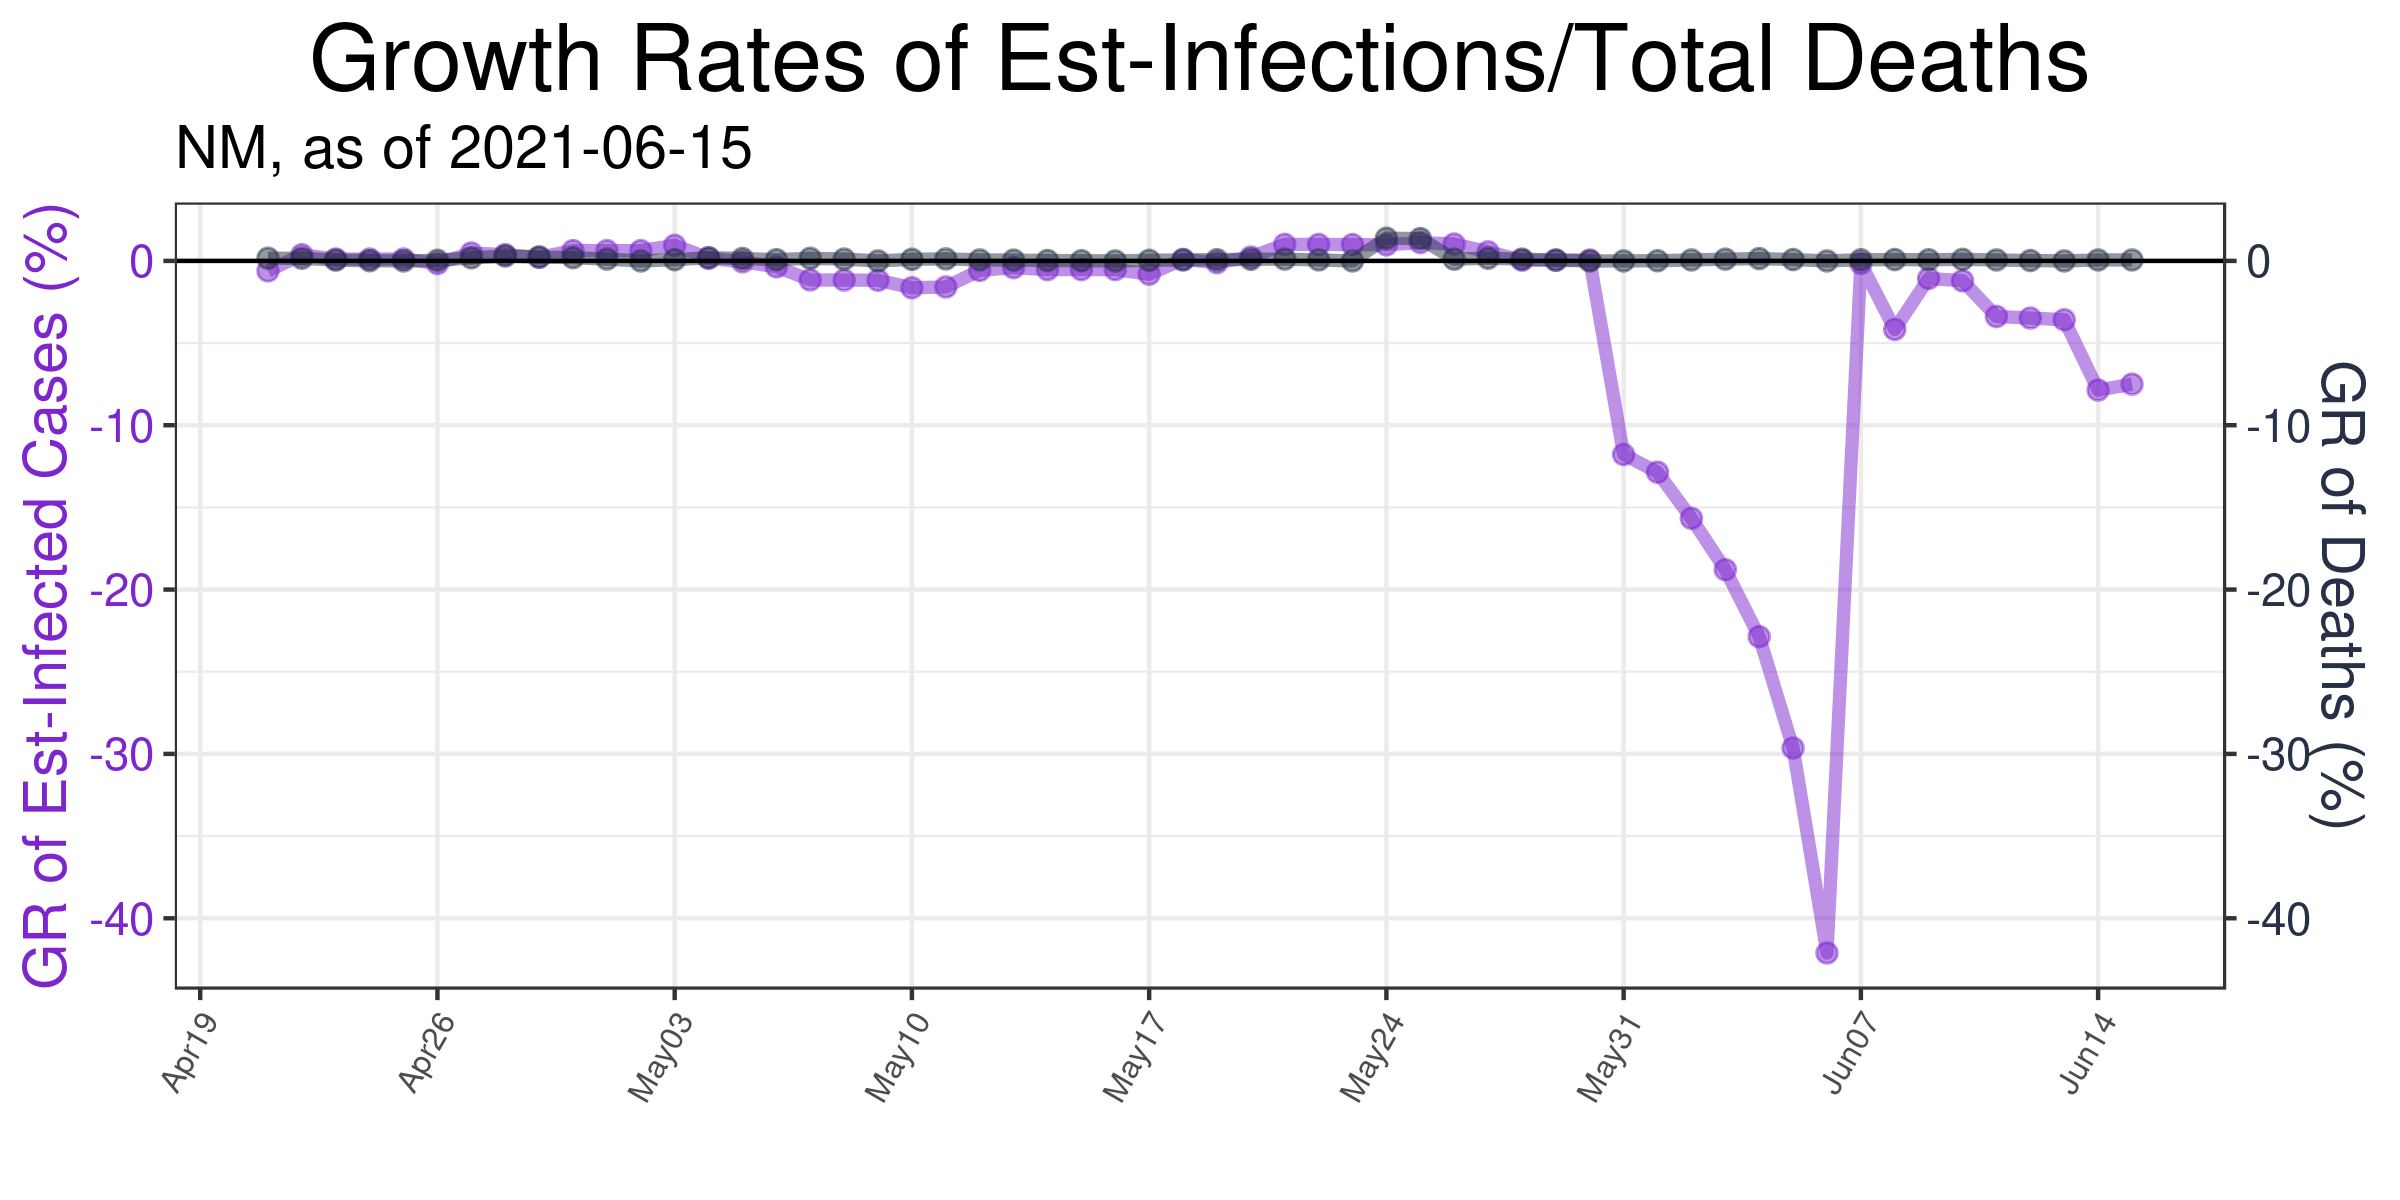 Growth Rates of Est-Infections/Total Deaths
NM, as of 2021-06-15
GR of Est-Infected Cases (%)
0
-10
-20
-30
-40
0
-10
-20
-30
-40
GR of Deaths (%)
Apr19
Apr26
May03
May10
May17
May24
May31
Jun07
Jun14